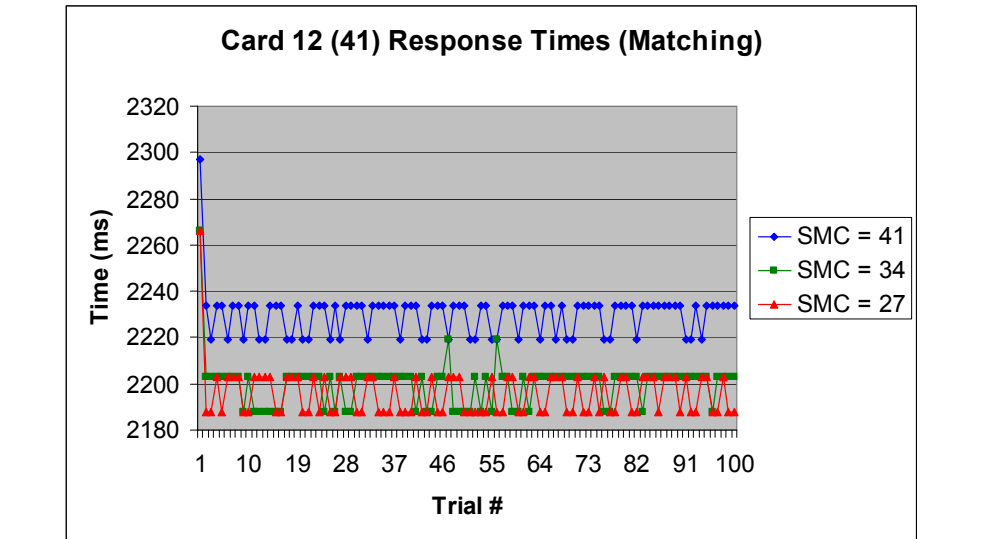 Card 12 (41) Response Times (Matching)
2320
2300
2280
2260
2240
2220
2200
2180
Time (ms)
1 10 19 28 37 46 55 64 73 82 91 100
Trial #
SMC = 41
SMC = 34
SMC = 27